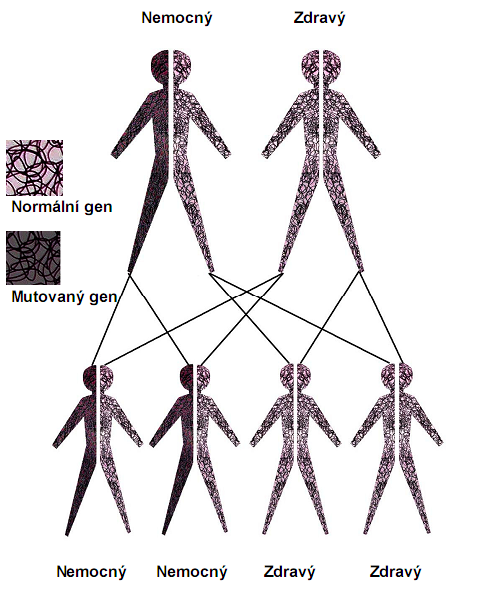 Nemocný
Zdravý
Normální gen
Mutovaný gen
Nemocný
Nemocný
Zdravý
Zdravý